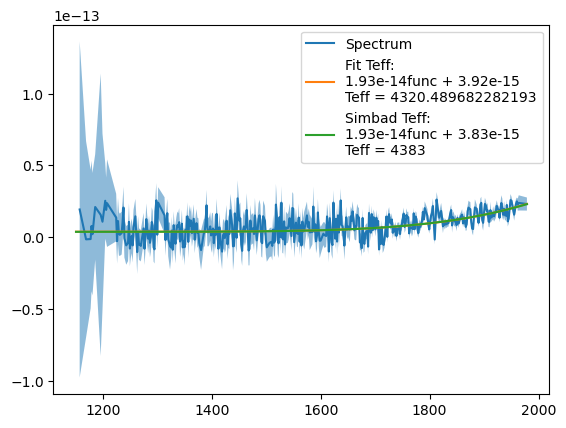 1e−13
Spectrum
Fit Teff:
1.93e-14func + 3.92e-15
Teff = 4320.489682282193
Simbad Teff:
1.93e-14func + 3.83e-15
Teff = 4383
1.0
0.5
0.0
−0.5
−1.0
1200 1400 1600 1800 2000